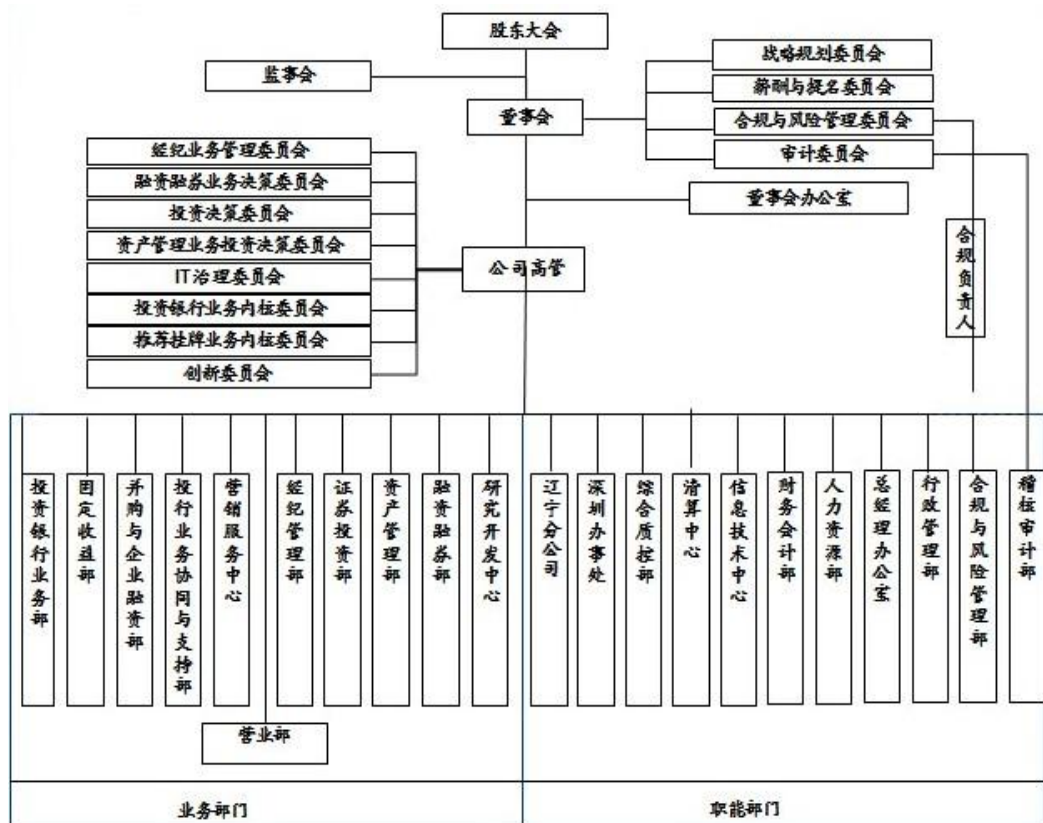 股东大会
监事会
战略规划委员会
薪酬与提名委员会
董事会
合规与风险管理委员会
审计委员会
经纪业务管理委员会
融资融券业务决策委员会
投资决策委员会
资产管理业务投资决策委员会
IT治理委员会
投资银行业务内核委员会
推荐挂牌业务内核委员会
创新委员会
董事会办公室
公司高管
合规负责人
投资银行业务部
固定收益部
并购与企业融资部
投行业务协同与支持部
营销服务中心
经纪管理部
证券投资部
资产管理部
融资融券部
研究开发中心
辽宁分公司
深圳办事处
综合质控部
清算中心
信息技术中心
财务会计部
人力资源部
总经理办公室
行政管理部
合规与风险管理部
稽核审计部
营业部
业务部门
职能部门